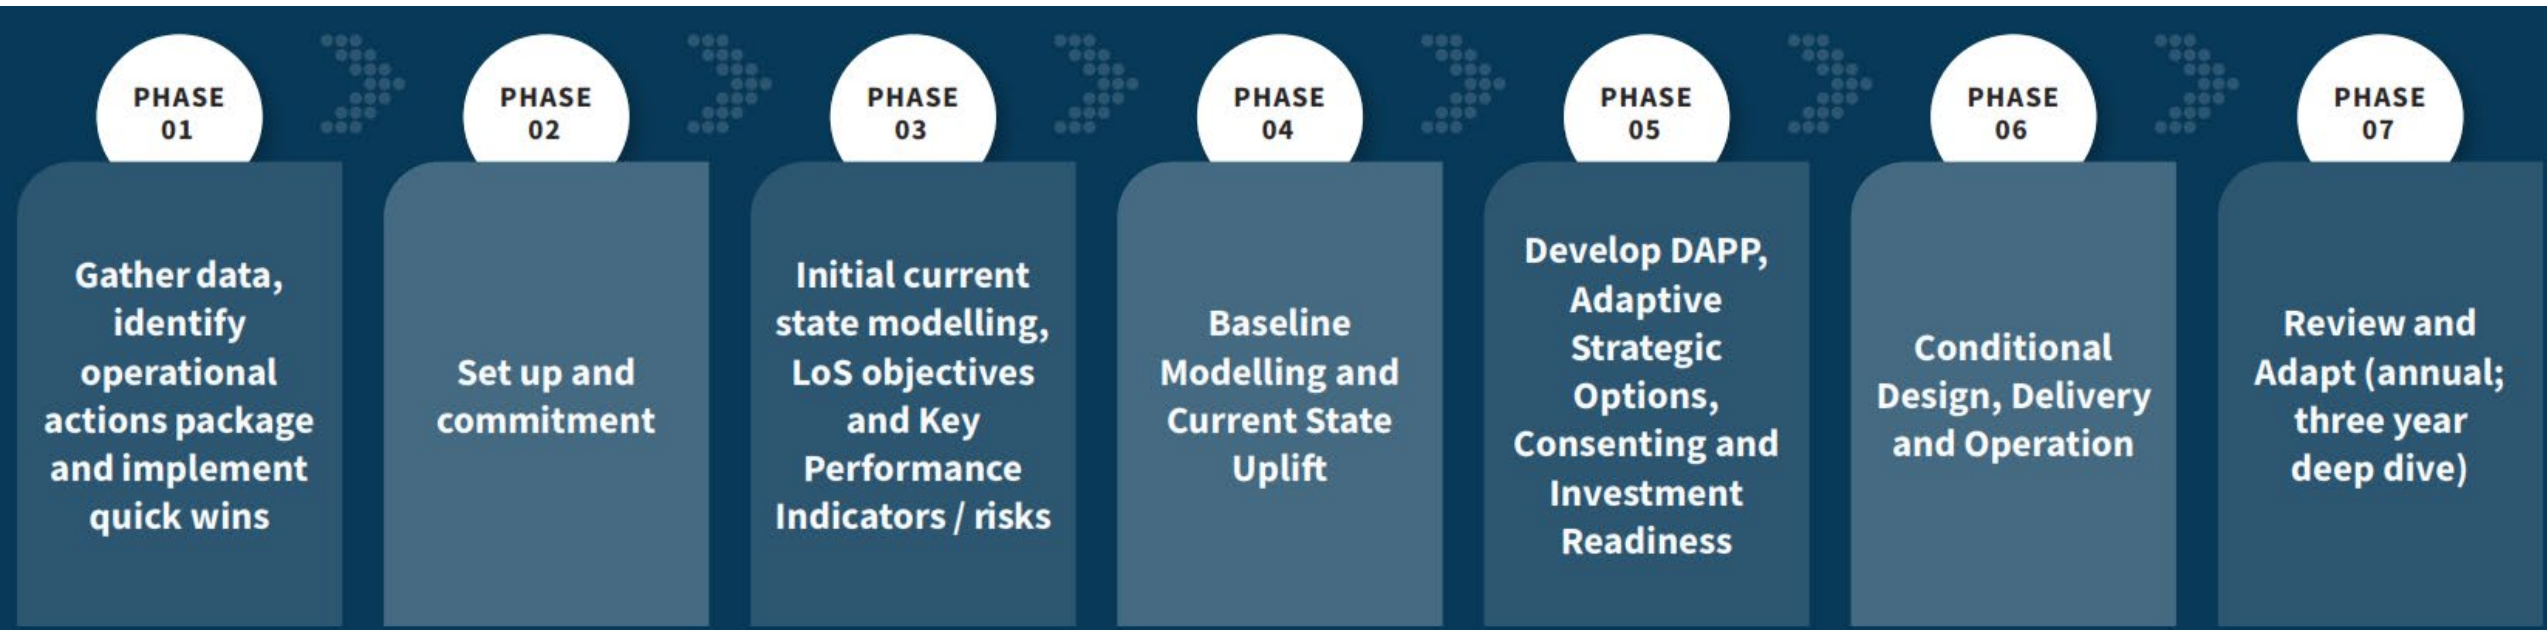 PHASE
01
Gather data,
identify
operational
actions package
and implement
quick wins
PHASE
02
Set up and
commitment
PHASE
03
Initial current
state modelling,
LoS objectives
and Key
Performance
Indicators / risks
PHASE
04
Baseline
Modelling and
Current State
Uplift
PHASE
05
Develop DAPP,
Adaptive
Strategic
Options,
Consenting and
Investment
Readiness
PHASE
06
Conditional
Design, Delivery
and Operation
PHASE
07
Review and
Adapt (annual;
three year
deep dive)